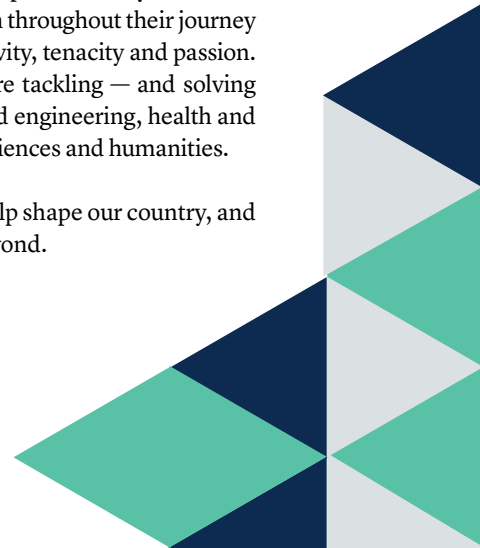 throughout their journey
vity, tenacity and passion.
re tackling — and solving
d engineering, health and
iences and humanities.
lp shape our country, and
yond.